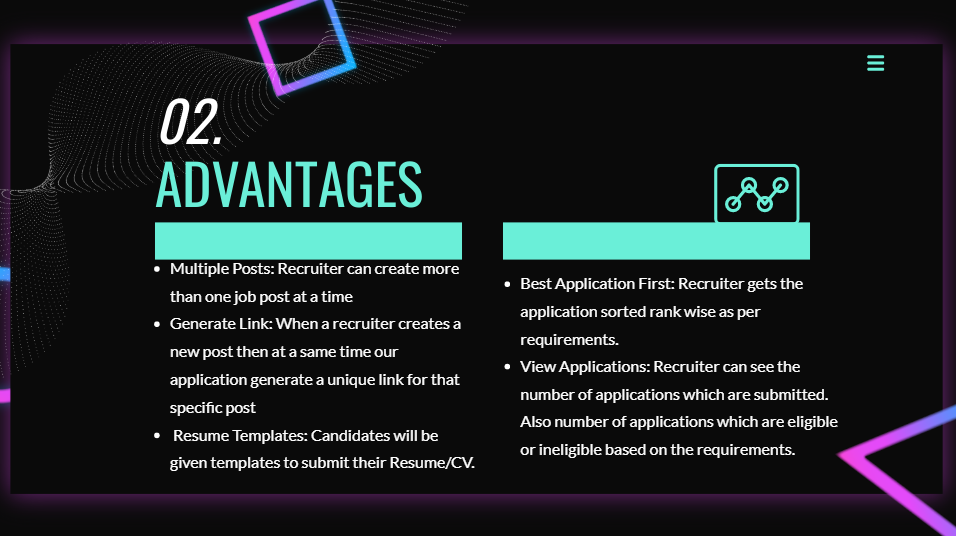 02.
ADVANTAGES
• Multiple Posts: Recruiter can create more
than one job post at a time
• Generate Link: When a recruiter creates a
new post then at a same time our
application generate a unique link for that
specific post
• Resume Templates: Candidates will be
given templates to submit their Resume/CV.
• Best Application First: Recruiter gets the
application sorted rank wise as per
requirements.
• View Applications: Recruiter can see the
number of applications which are submitted.
Also number of applications which are eligible
or ineligible based on the requirements.